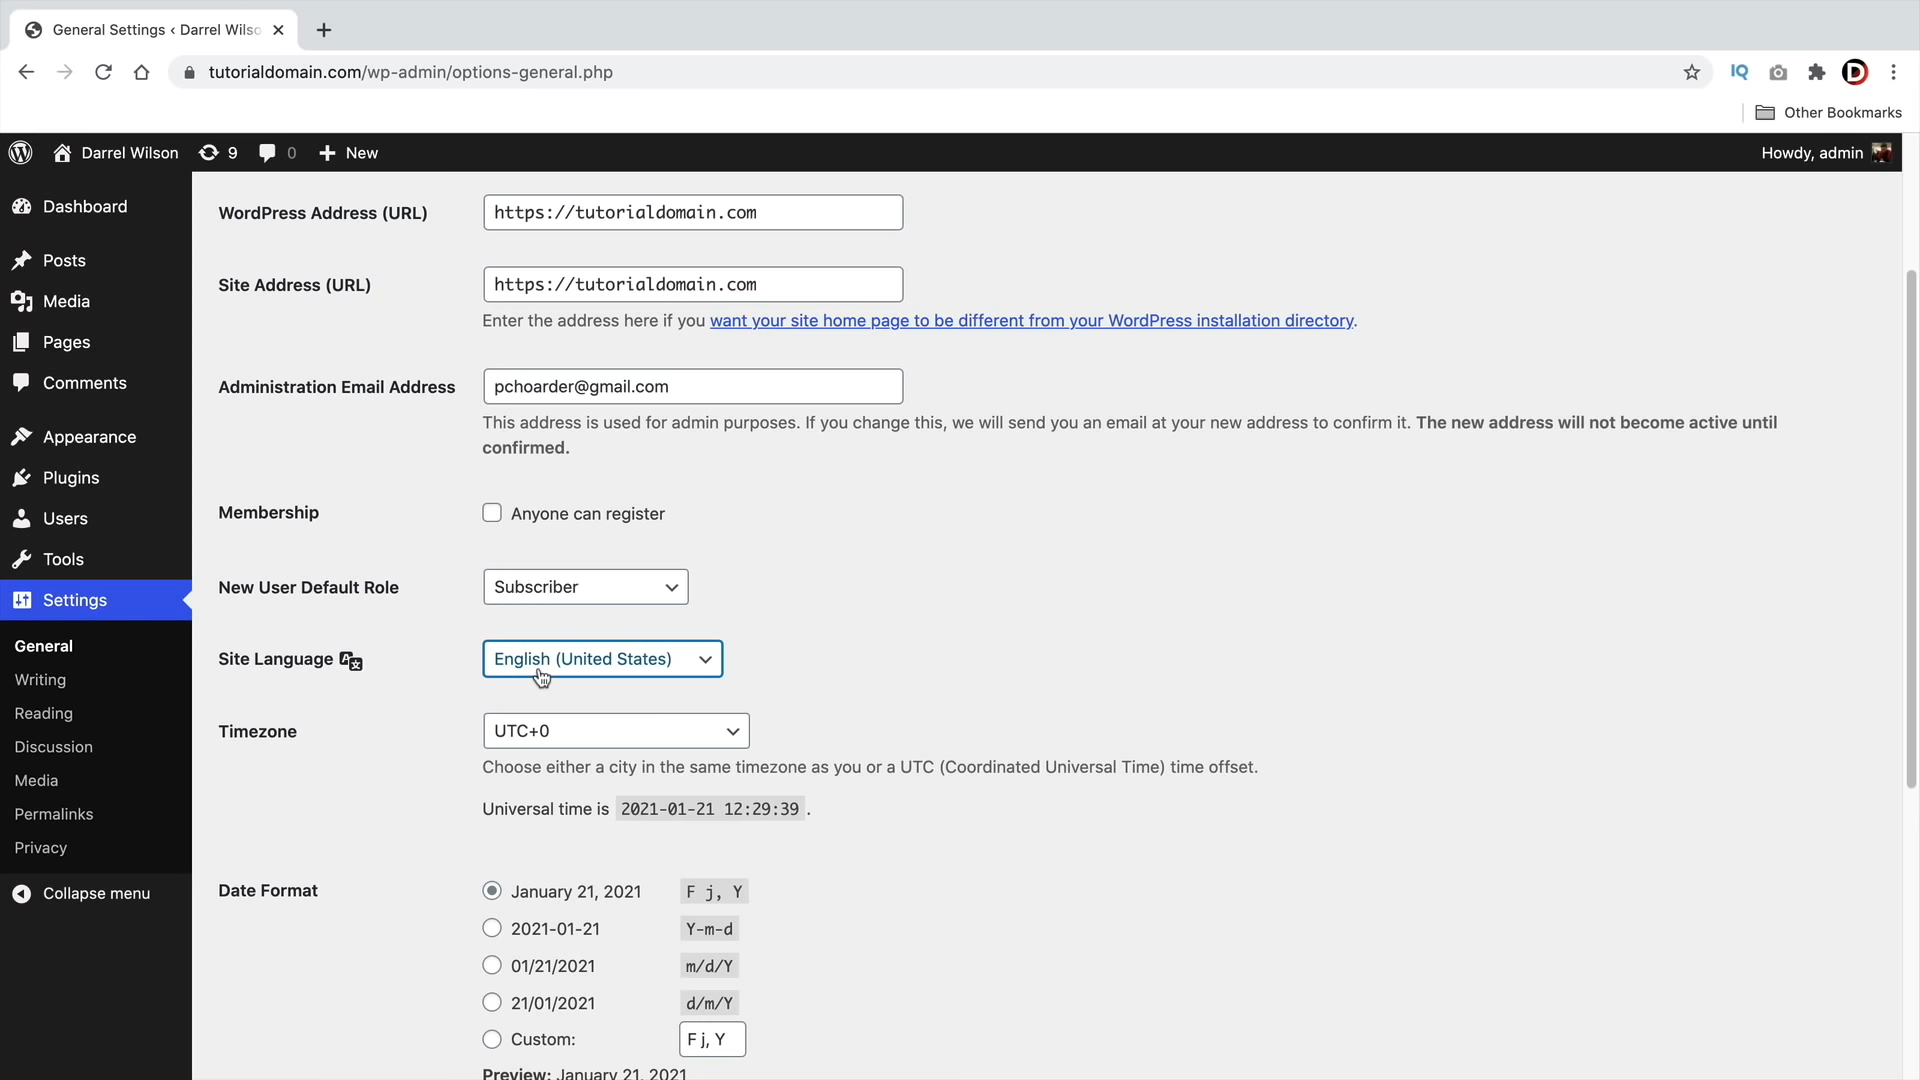 General Settings ‹ Darrel Wilso
tutorialdomain.com/wp-admin/options-general.php
IQ
D
Other Bookmarks
Darrel Wilson
9
0
New
Howdy, admin
Dashboard
Posts
Media
Pages
Comments
Appearance
Plugins
Users
Tools
Settings
General
Writing
Reading
Discussion
Media
Permalinks
Privacy
Collapse menu
WordPress Address (URL)
https://tutorialdomain.com
Site Address (URL)
https://tutorialdomain.com
Enter the address here if you want your site home page to be different from your WordPress installation directory.
Administration Email Address
pchoarder@gmail.com
This address is used for admin purposes. If you change this, we will send you an email at your new address to confirm it. The new address will not become active until
confirmed.
Membership
Anyone can register
New User Default Role
Subscriber
Site Language
English (United States)
Timezone
UTC+0
Choose either a city in the same timezone as you or a UTC (Coordinated Universal Time) time offset.
Universal time is 2021-01-21 12:29:39 .
Date Format
January 21, 2021 F j, Y
2021-01-21 Y-m-d
01/21/2021 m/d/Y
21/01/2021 d/m/Y
Custom: F j, Y
Preview: January 21, 2021